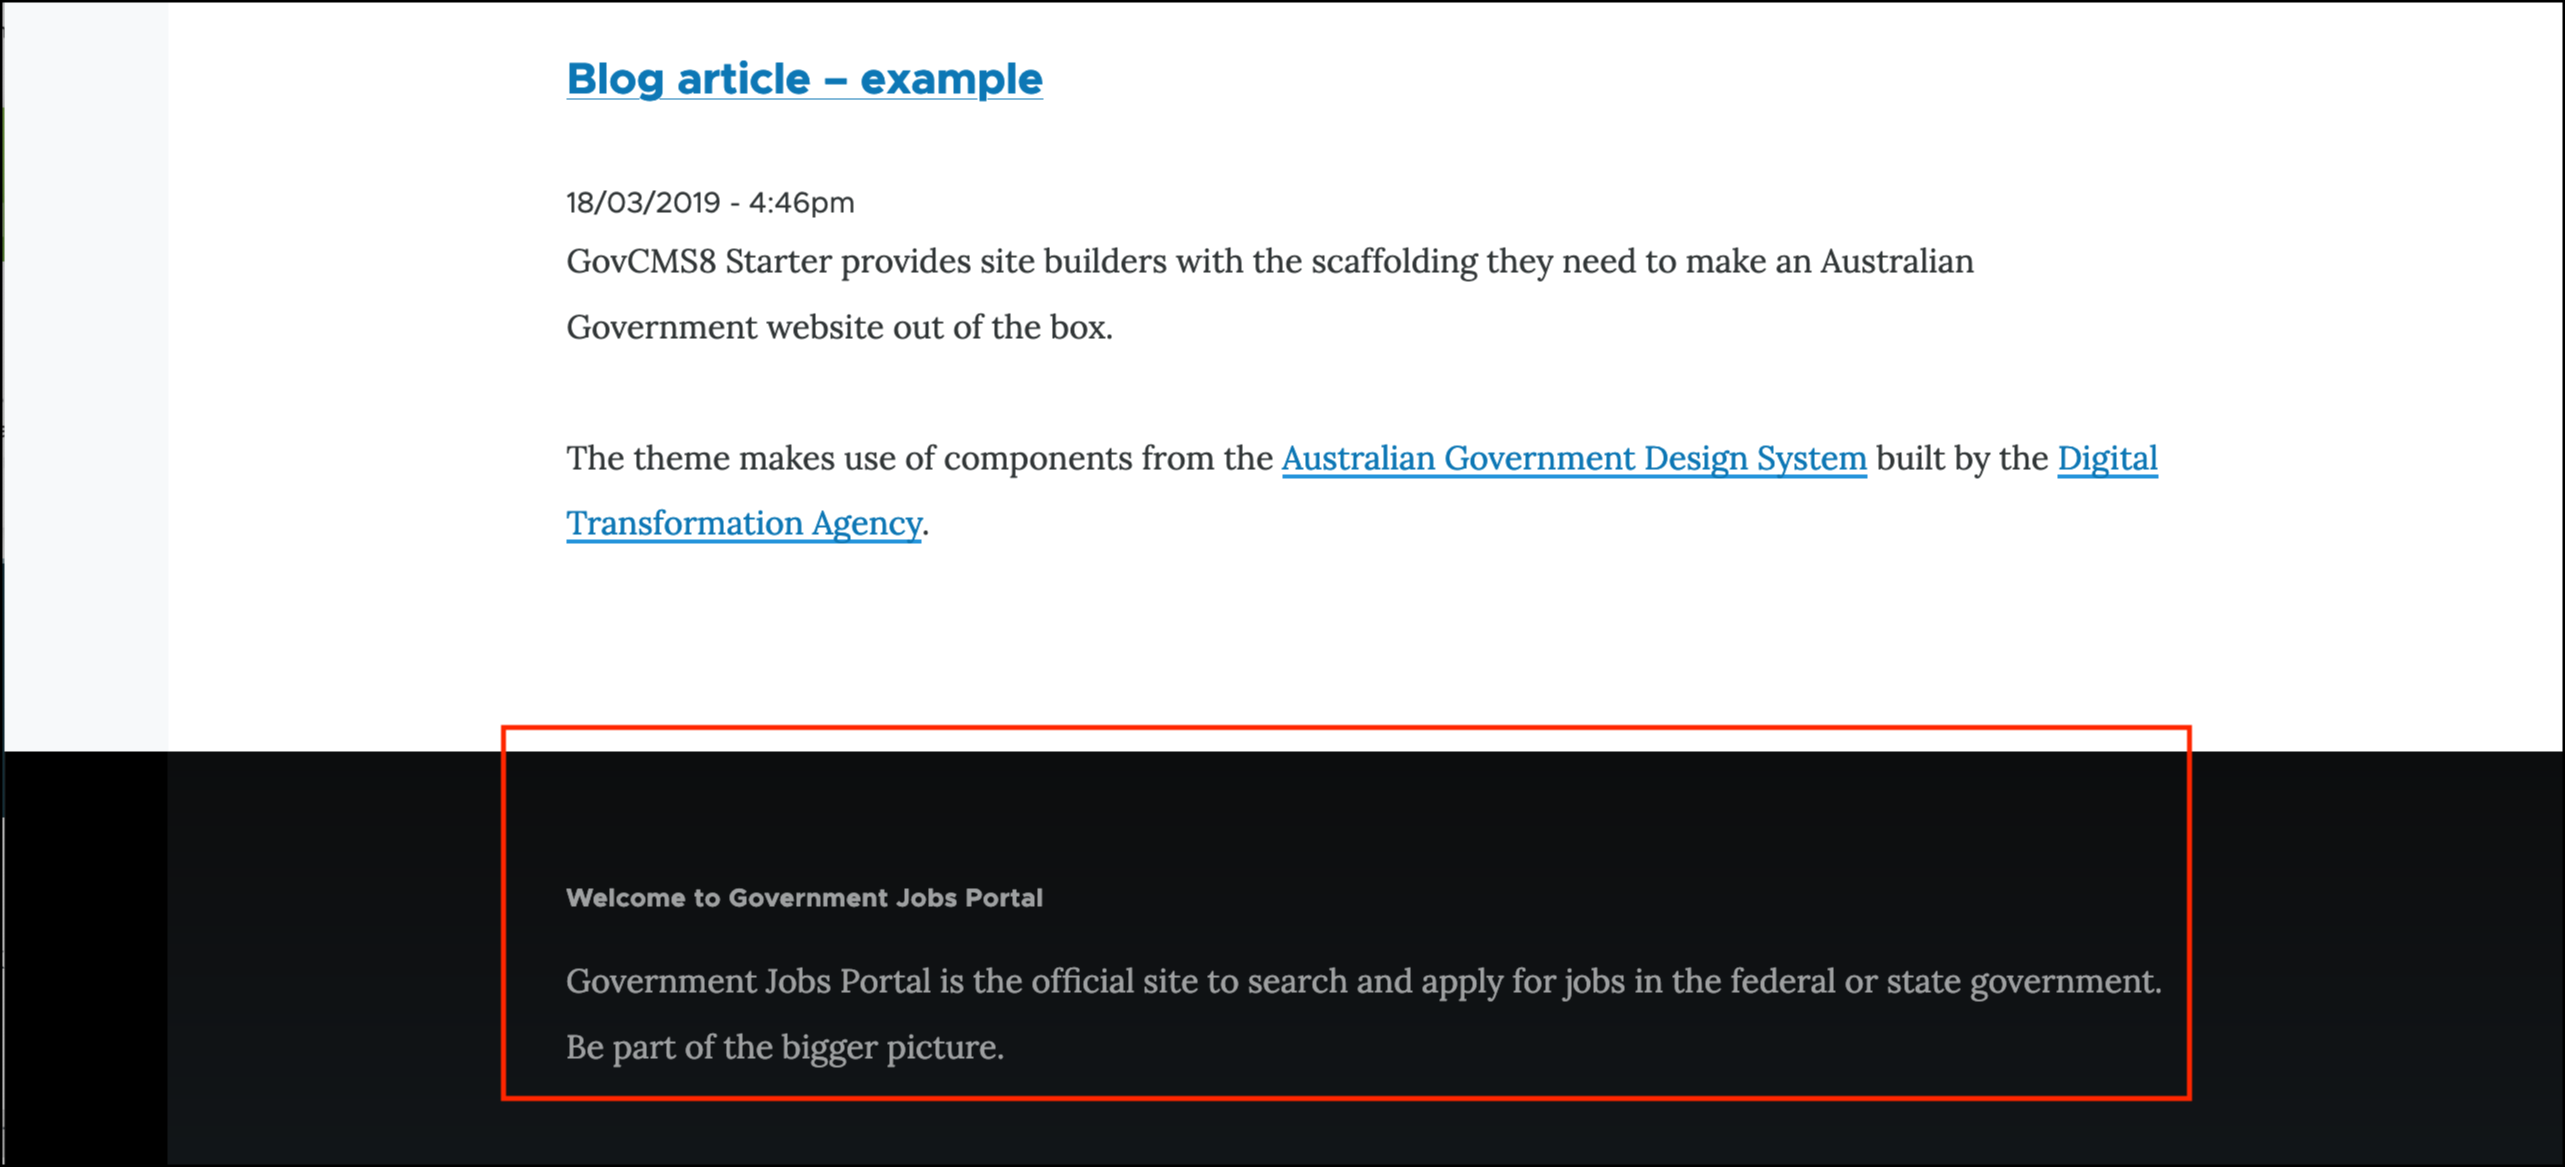 Blog article – example
18/03/2019 - 4:46pm
GovCMS8 Starter provides site builders with the scaffolding they need to make an Australian
Government website out of the box.
The theme makes use of components from the Australian Government Design System built by the Digital
Transformation Agency.
Welcome to Government Jobs Portal
Government Jobs Portal is the official site to search and apply for jobs in the federal or state government.
Be part of the bigger picture.